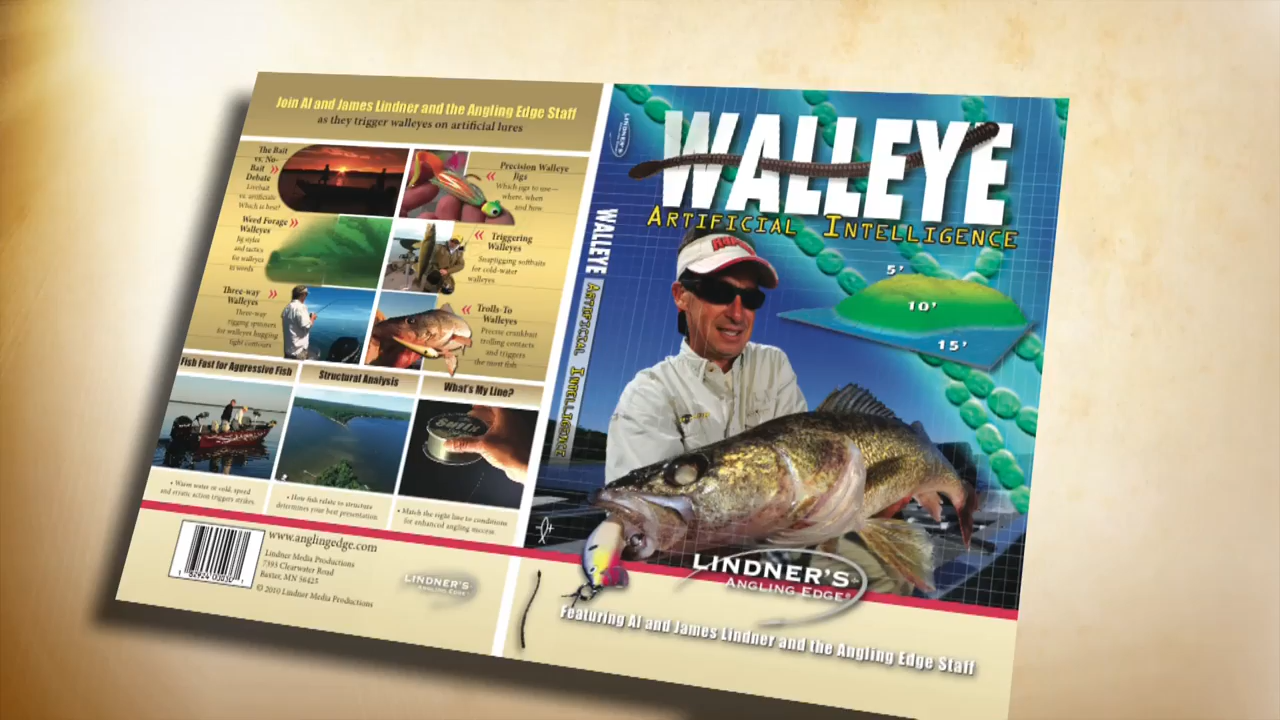 Join Al and James Lindner and the Angling Edge Staff
as they trigger walleyes on artificial lures
The Bait
vs. No-
Bait
Debate
Livebait
vs. artificials
Which is best?
Precision Walleye
Jigs
Which jigs to use—
where, when
and how
Weed Forage
Walleyes
Jig styles
and tactics
for walleyes
in weeds
Triggering
Walleyes
Snapjigging softbaits
for cold-water
walleyes
Three-way
Walleyes
Three-way
rigging spinners
for walleyes hugging
tight contours
Trolls-To
Walleyes
Precise crankbait
trolling contacts
and triggers
the most fish
Fish Fast for Aggressive Fish
Structural Analysis
What's My Line?
• Warm water or cold, speed
and erratic action triggers strikes.
• How fish relate to structure
determines your best presentation.
• Match the right line to conditions
for enhanced angling success.
www.anglingedge.com
Lindner Media Productions
7393 Clearwater Road
Baxter, MN 56425
© 2010 Lindner Media Productions
LINDNER'S
ANGLING EDGE
WALLEYE ARTIFICIAL INTELLIGENCE
LINDNER'S
WALLEYE
ARTIFICIAL INTELLIGENCE
5'
10'
15'
LINDNER'S
ANGLING EDGE®
Featuring Al and James Lindner and the Angling Edge Staff